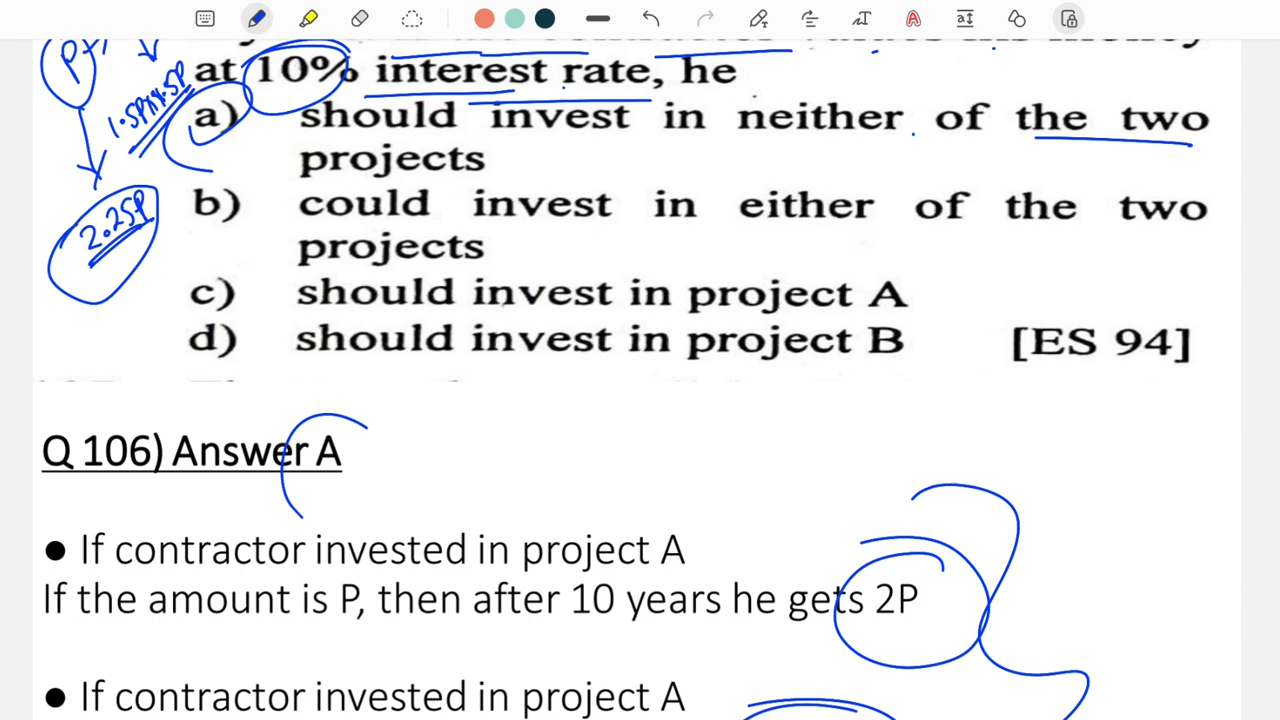 at 10% interest rate, he
a) should invest in neither of the two
projects
b) could invest in either of the two
projects
c) should invest in project A
d) should invest in project B [ES 94]
2.25P
Q 106) Answer A
● If contractor invested in project A
If the amount is P, then after 10 years he gets 2P
● If contractor invested in project A